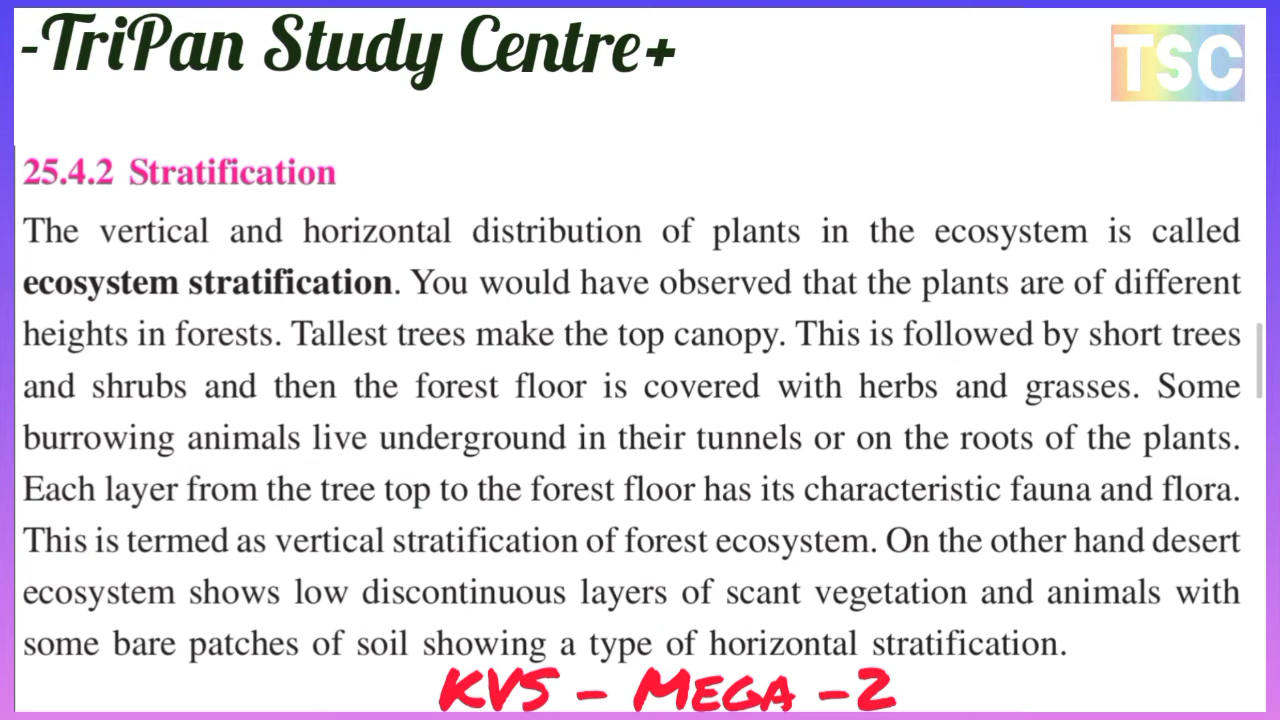 -TriPan Study Centre+
TSC
25.4.2 Stratification
The vertical and horizontal distribution of plants in the ecosystem is called
ecosystem stratification. You would have observed that the plants are of different
heights in forests. Tallest trees make the top canopy. This is followed by short trees
and shrubs and then the forest floor is covered with herbs and grasses. Some
burrowing animals live underground in their tunnels or on the roots of the plants.
Each layer from the tree top to the forest floor has its characteristic fauna and flora.
This is termed as vertical stratification of forest ecosystem. On the other hand desert
ecosystem shows low discontinuous layers of scant vegetation and animals with
some bare patches of soil showing a type of horizontal stratification.
KVS - Mega -2